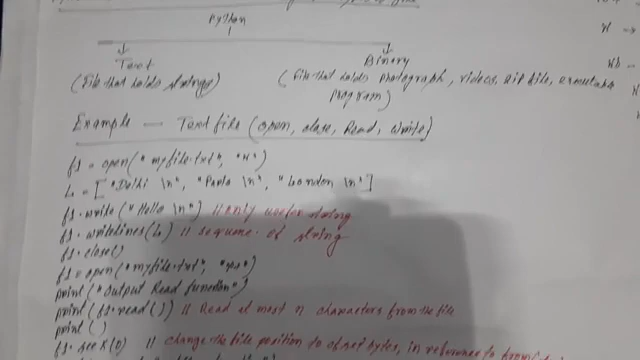 Python
Text Binary
(File that holds strings) (File that holds photograph, videos, zip file, executable
Program)
Example — Text file (open, close, Read, write)
f1 = open("myfile.txt", "w")
L = ["Delhi \n", "Paris \n", "London \n"]
f1.write("Hello \n") // only use for string
f1.writelines(L) // sequence of string
f1.close()
f1 = open("myfile.txt",
print("Output Read function")
print(f1.read()) // Read at most n characters from the file
print()
f1.seek(0) // change the file position to offset bytes, in reference to from